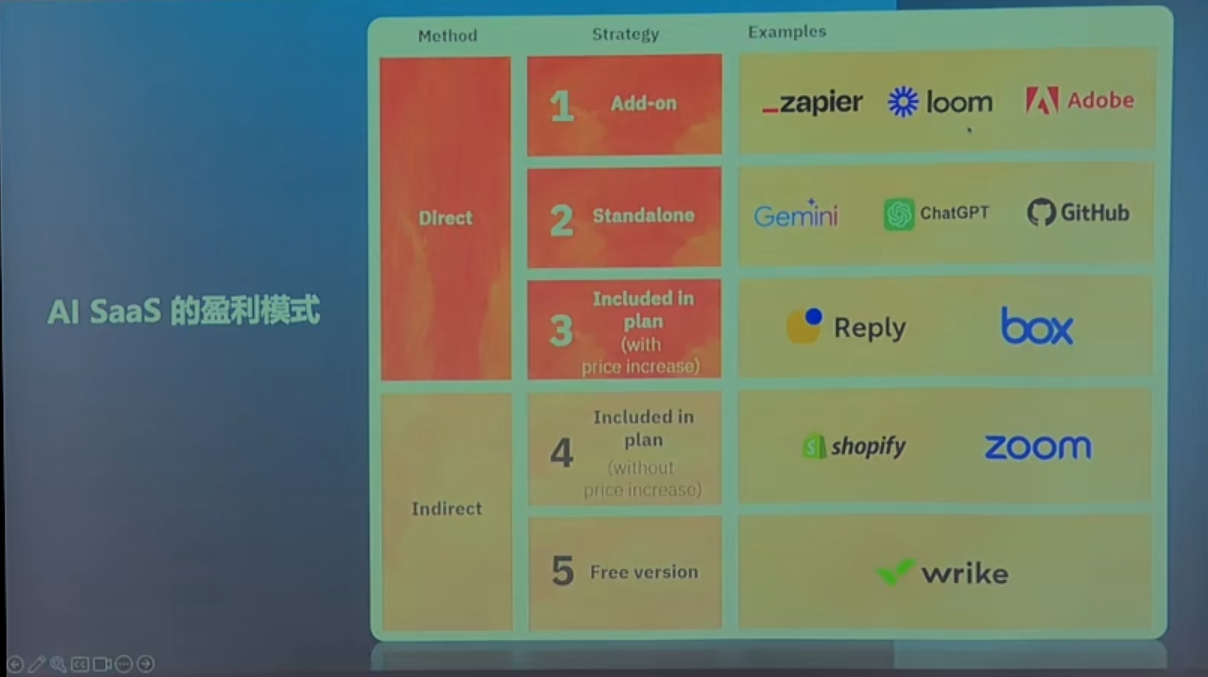 Method
Strategy
Examples
AI SaaS 的盈利模式
Direct
1 Add-on
zapier
loom
Adobe
2 Standalone
Gemini
ChatGPT
GitHub
3 Included in
plan
(with
price increase)
Reply
box
Indirect
4 Included in
plan
(without
price increase)
shopify
zoom
5 Free version
wrike
CC